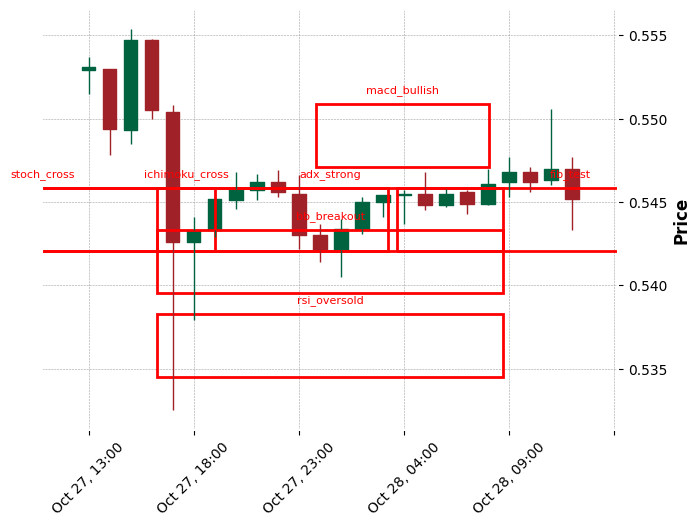 0.555
macd_bullish
0.550
stoch_cross
ichimoku_cross
adx_strong
0.545
Price
0.540
rsi_oversold
0.535
Oct 27, 13:00
Oct 27, 18:00
Oct 27, 23:00
Oct 28, 04:00
Oct 28, 09:00